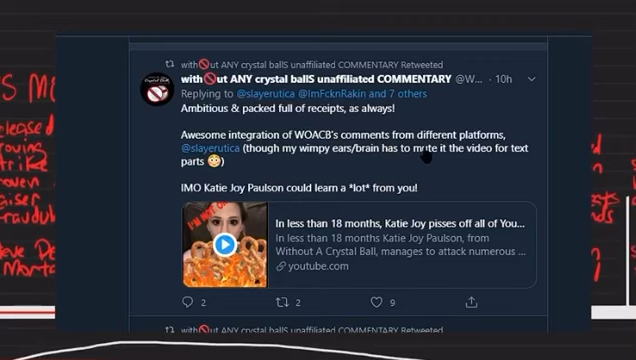 with🚫ut ANY crystal ballS unaffiliated COMMENTARY Retweeted
with🚫ut ANY crystal ballS unaffiliated COMMENTARY @W... · 10h
Replying to @slayerutica @ImFcknRakin and 7 others
Ambitious & packed full of receipts, as always!
Awesome integration of WOACB's comments from different platforms,
@slayerutica (though my wimpy ears/brain has to mute it the video for text
parts 😳)
IMO Katie Joy Paulson could learn a *lot* from you!
I'M NOT
In less than 18 months, Katie Joy pisses off all of You...
In less than 18 months Katie Joy Paulson, from
Without A Crystal Ball, manages to attack numerous ...
youtube.com
2 2 9
with🚫ut ANY crystal ballS unaffiliated COMMENTARY Retweeted